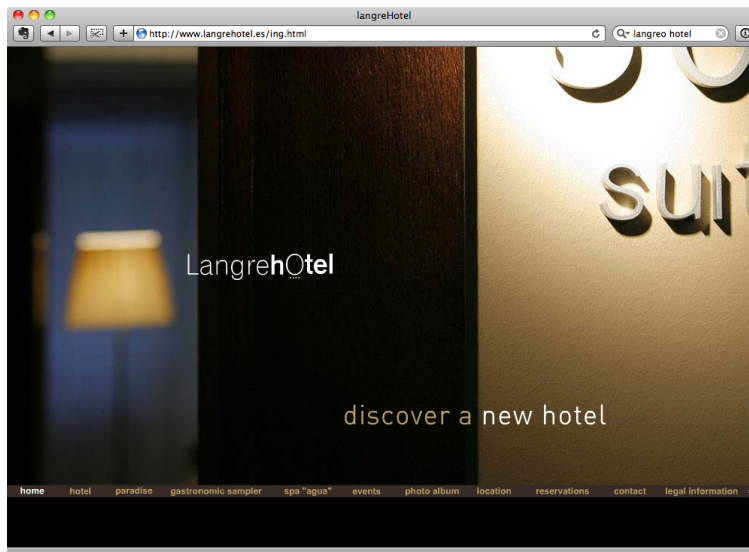 langreHotel
http://www.langrehotel.es/ing.html
langreo hotel
suit
LangrehOtel
discover a new hotel
home hotel paradise gastronomic sampler spa "agua" events photo album location reservations contact legal information